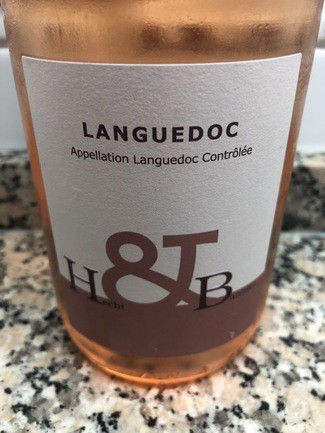 LANGUEDOC
Appellation Languedoc Contrôlée
H & B